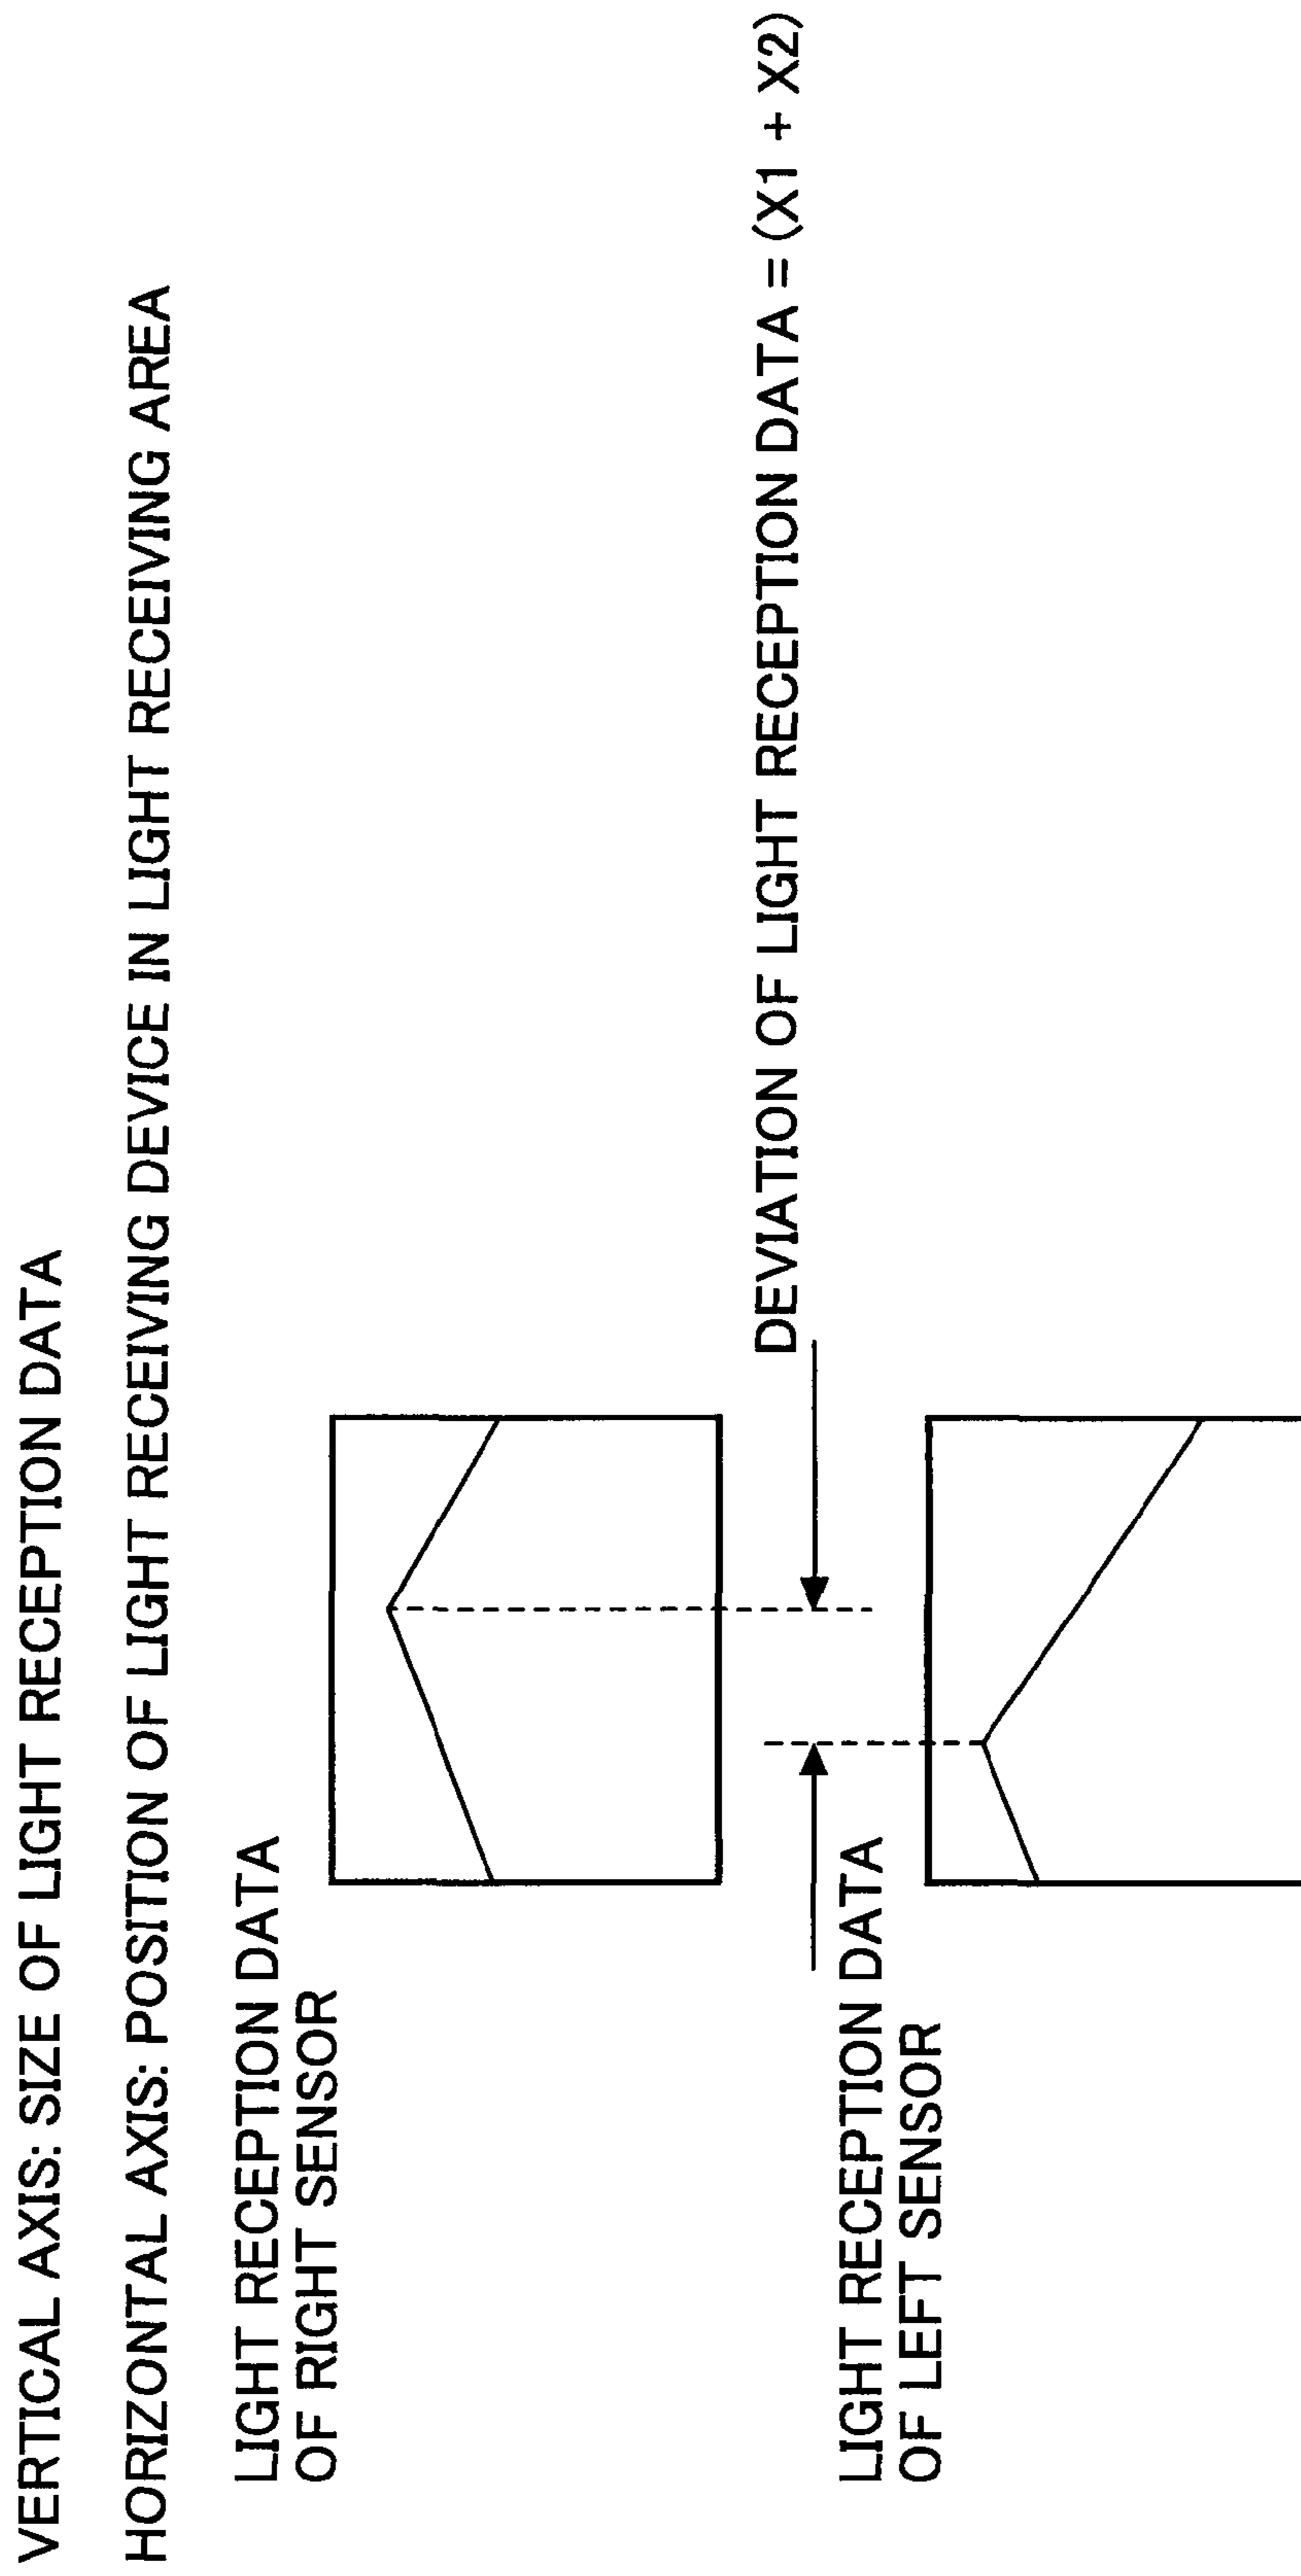 VERTICAL AXIS: SIZE OF LIGHT RECEPTION DATA
HORIZONTAL AXIS: POSITION OF LIGHT RECEIVING DEVICE IN LIGHT RECEIVING AREA
LIGHT RECEPTION DATA
OF RIGHT SENSOR
DEVIATION OF LIGHT RECEPTION DATA = (X1 + X2)
LIGHT RECEPTION DATA
OF LEFT SENSOR